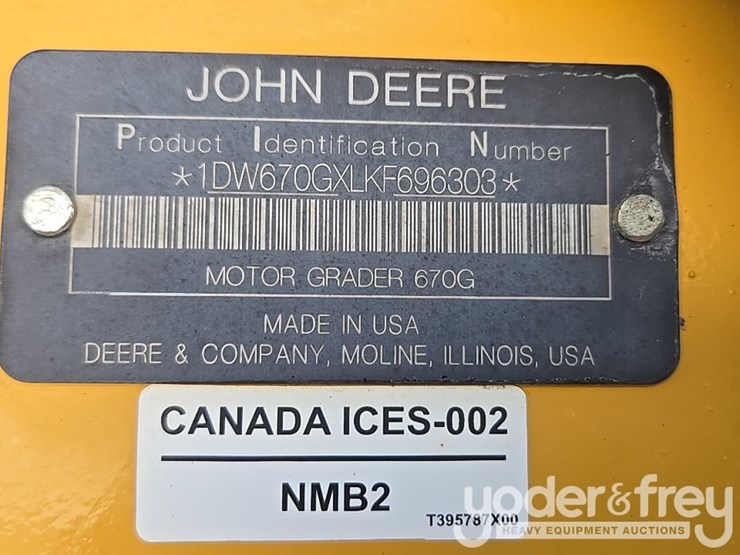 JOHN DEERE
Product Identification Number
*1DW670GXLKF696303*
MOTOR GRADER 670G
MADE IN USA
DEERE & COMPANY, MOLINE, ILLINOIS, USA
CANADA ICES-002
NMB2
T395787X00
yoder&frey
HEAVY EQUIPMENT AUCTIONS